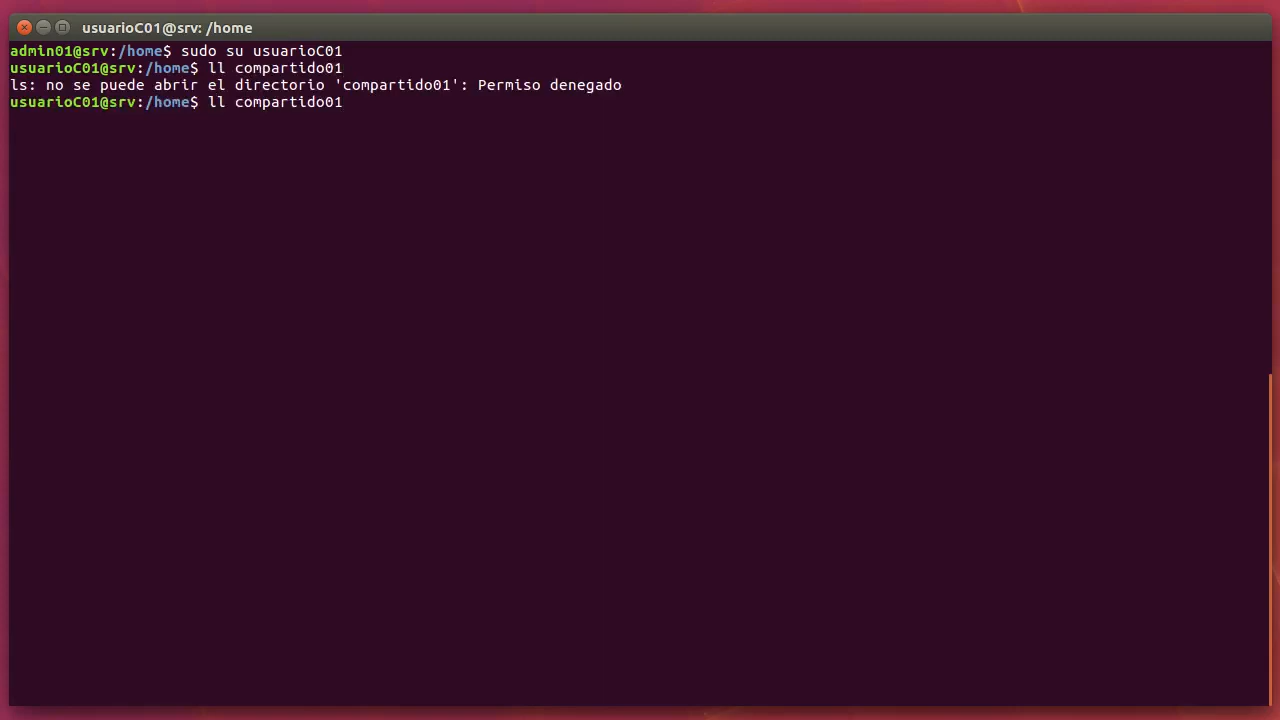 usuarioC01@srv: /home
admin01@srv:/home$ sudo su usuarioC01
usuarioC01@srv:/home$ ll compartido01
ls: no se puede abrir el directorio 'compartido01': Permiso denegado
usuarioC01@srv:/home$ ll compartido01